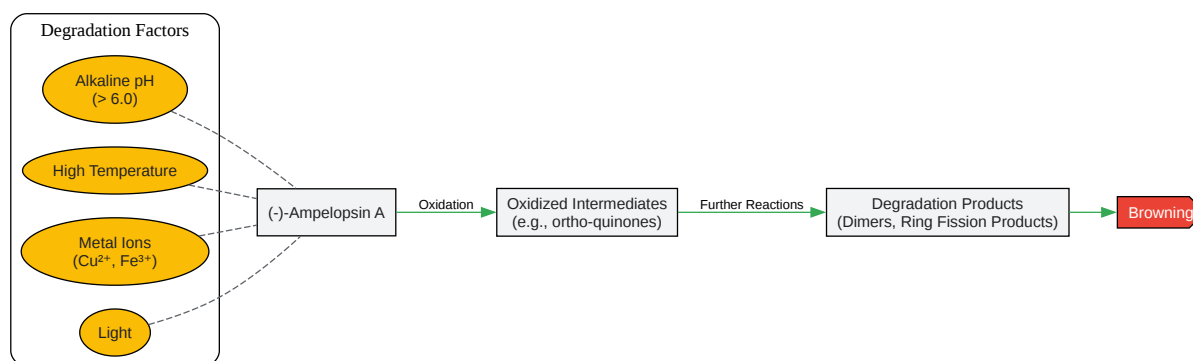 Degradation Factors
Alkaline pH
(> 6.0)
High Temperature
Metal Ions
(Cu²⁺, Fe³⁺)
Light
(-)-Ampelopsin A
Oxidation
Oxidized Intermediates
(e.g., ortho-quinones)
Further Reactions
Degradation Products
(Dimers, Ring Fission Products)
Browning